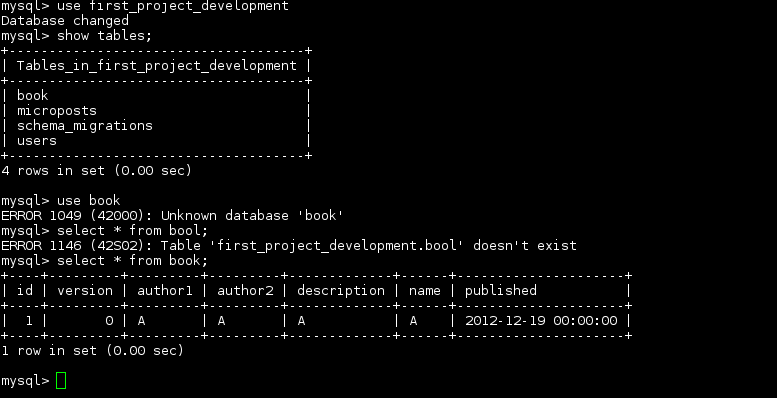 mysql> use first_project_development
Database changed
mysql> show tables;
+-------------------------------------+
| Tables_in_first_project_development |
+-------------------------------------+
| book                                |
| microposts                          |
| schema_migrations                   |
| users                               |
+-------------------------------------+
4 rows in set (0.00 sec)

mysql> use book
ERROR 1049 (42000): Unknown database 'book'
mysql> select * from bool;
ERROR 1146 (42S02): Table 'first_project_development.bool' doesn't exist
mysql> select * from book;
+----+---------+---------+---------+-------------+------+---------------------+
| id | version | author1 | author2 | description | name | published           |
+----+---------+---------+---------+-------------+------+---------------------+
|  1 |       0 | A       | A       | A           | A    | 2012-12-19 00:00:00 |
+----+---------+---------+---------+-------------+------+---------------------+
1 row in set (0.00 sec)

mysql>